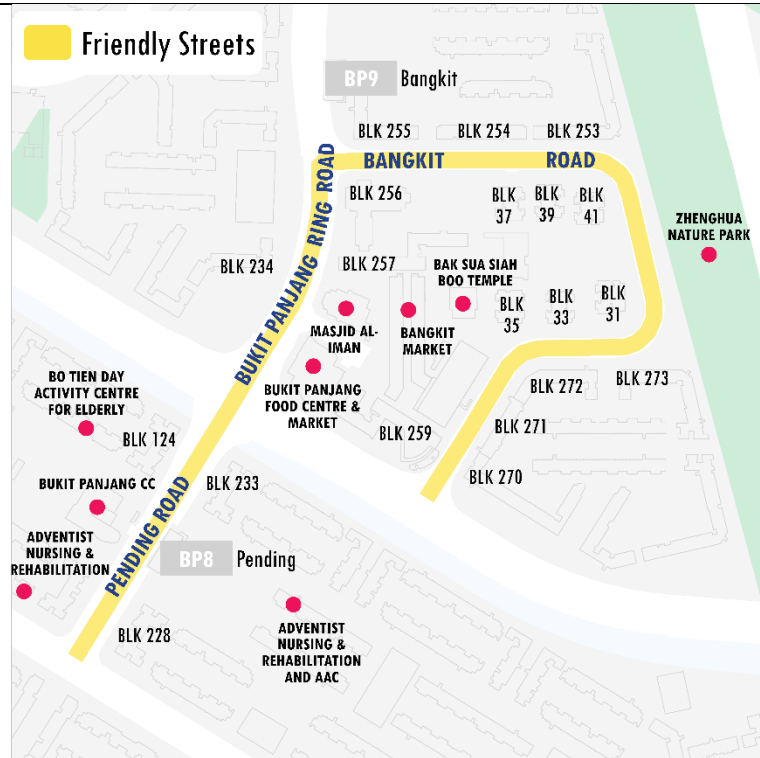 Friendly Streets
BP9 Bangkit
BLK 255
BLK 254
BLK 253
BANGKIT ROAD
BLK 256
BLK
37
BLK
39
BLK
41
ZHENGHUA
NATURE PARK
BUKIT PANJANG RING ROAD
BLK 234
BLK 257
BAK SUA SIAH
BOO TEMPLE
BLK
35
BLK
33
BLK
31
MASJID AL-
IMAN
BANGKIT
MARKET
BUKIT PANJANG
FOOD CENTRE &
MARKET
BO TIEN DAY
ACTIVITY CENTRE
FOR ELDERLY
BLK 272
BLK 273
BLK 124
BLK 259
BLK 271
BLK 270
BUKIT PANJANG CC
BLK 233
PENDING ROAD
ADVENTIST
NURSING &
REHABILITATION
BP8 Pending
BLK 228
ADVENTIST
NURSING &
REHABILITATION
AND AAC